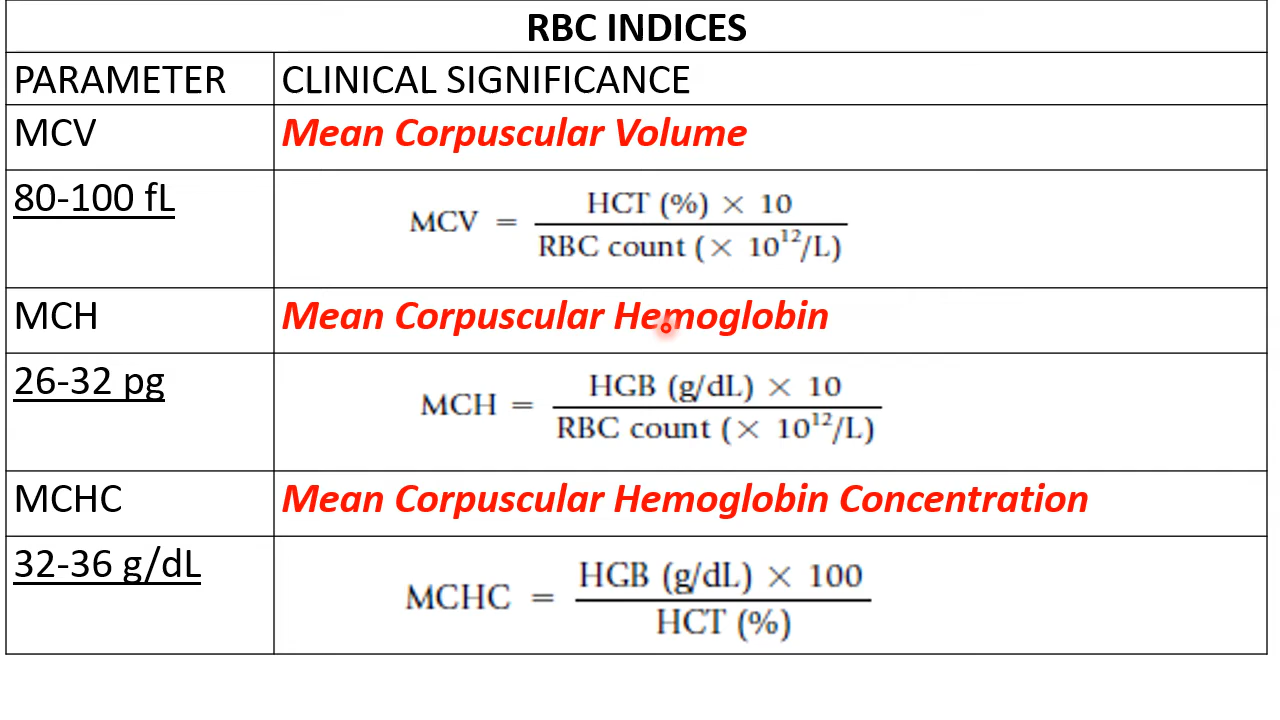 RBC INDICES
PARAMETER CLINICAL SIGNIFICANCE
MCV Mean Corpuscular Volume
80-100 fL MCV = HCT (%) × 10
RBC count (× 10¹²/L)
MCH Mean Corpuscular Hemoglobin
26-32 pg MCH = HGB (g/dL) × 10
RBC count (× 10¹²/L)
MCHC Mean Corpuscular Hemoglobin Concentration
32-36 g/dL MCHC = HGB (g/dL) × 100
HCT (%)